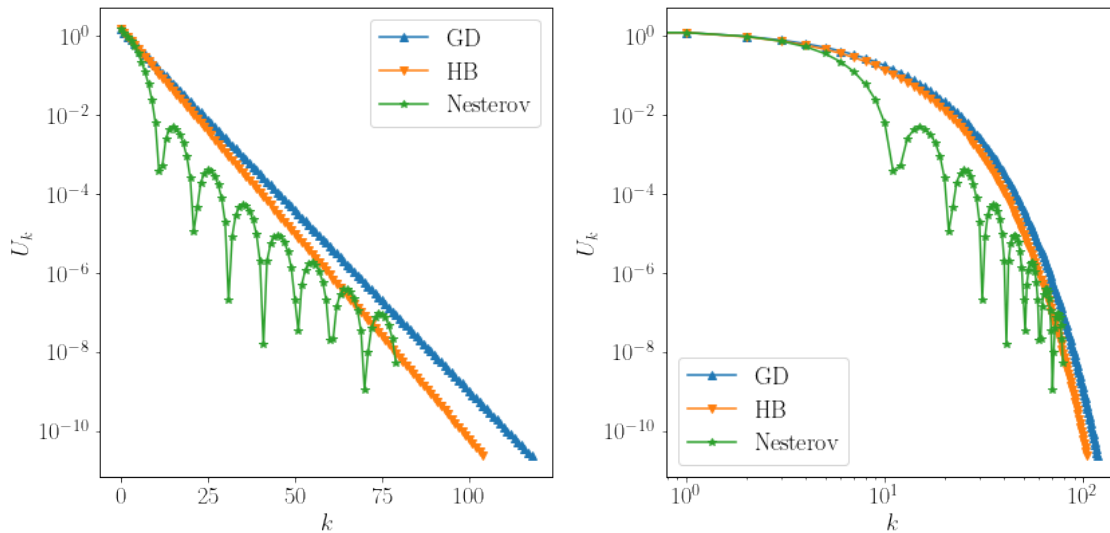 GD
HB
Nesterov
10^0
10^{-2}
10^{-4}
10^{-6}
10^{-8}
10^{-10}
U_k
0 25 50 75 100
k
10^0
10^{-2}
10^{-4}
10^{-6}
10^{-8}
10^{-10}
U_k
GD
HB
Nesterov
10^0 10^1 10^2
k